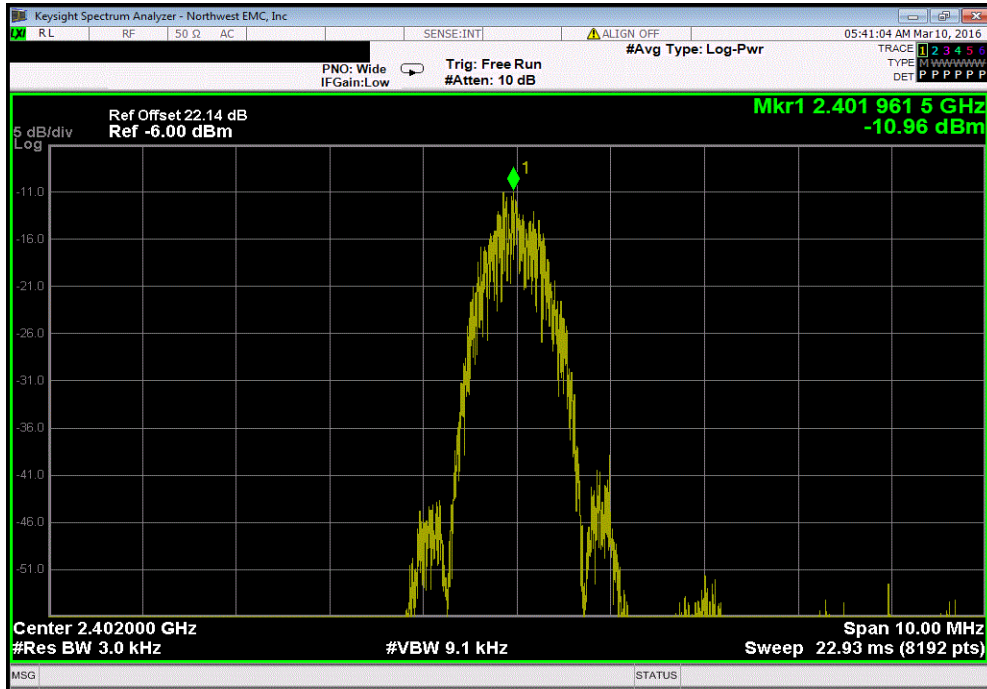 Keysight Spectrum Analyzer - Northwest EMC, Inc
LXI RL RF 50 Ω AC SENSE:INT ALIGN OFF 05:41:04 AM Mar 10, 2016
#Avg Type: Log-Pwr TRACE 1 2 3 4 5 6
PNO: Wide Trig: Free Run TYPE M WWWWW
IFGain:Low #Atten: 10 dB DET P P P P P P
Mkr1 2.401 961 5 GHz
Ref Offset 22.14 dB
5 dB/div Ref -6.00 dBm -10.96 dBm
Log
1
-11.0
-16.0
-21.0
-26.0
-31.0
-36.0
-41.0
-46.0
-51.0
Center 2.402000 GHz Span 10.00 MHz
#Res BW 3.0 kHz #VBW 9.1 kHz Sweep 22.93 ms (8192 pts)
MSG STATUS